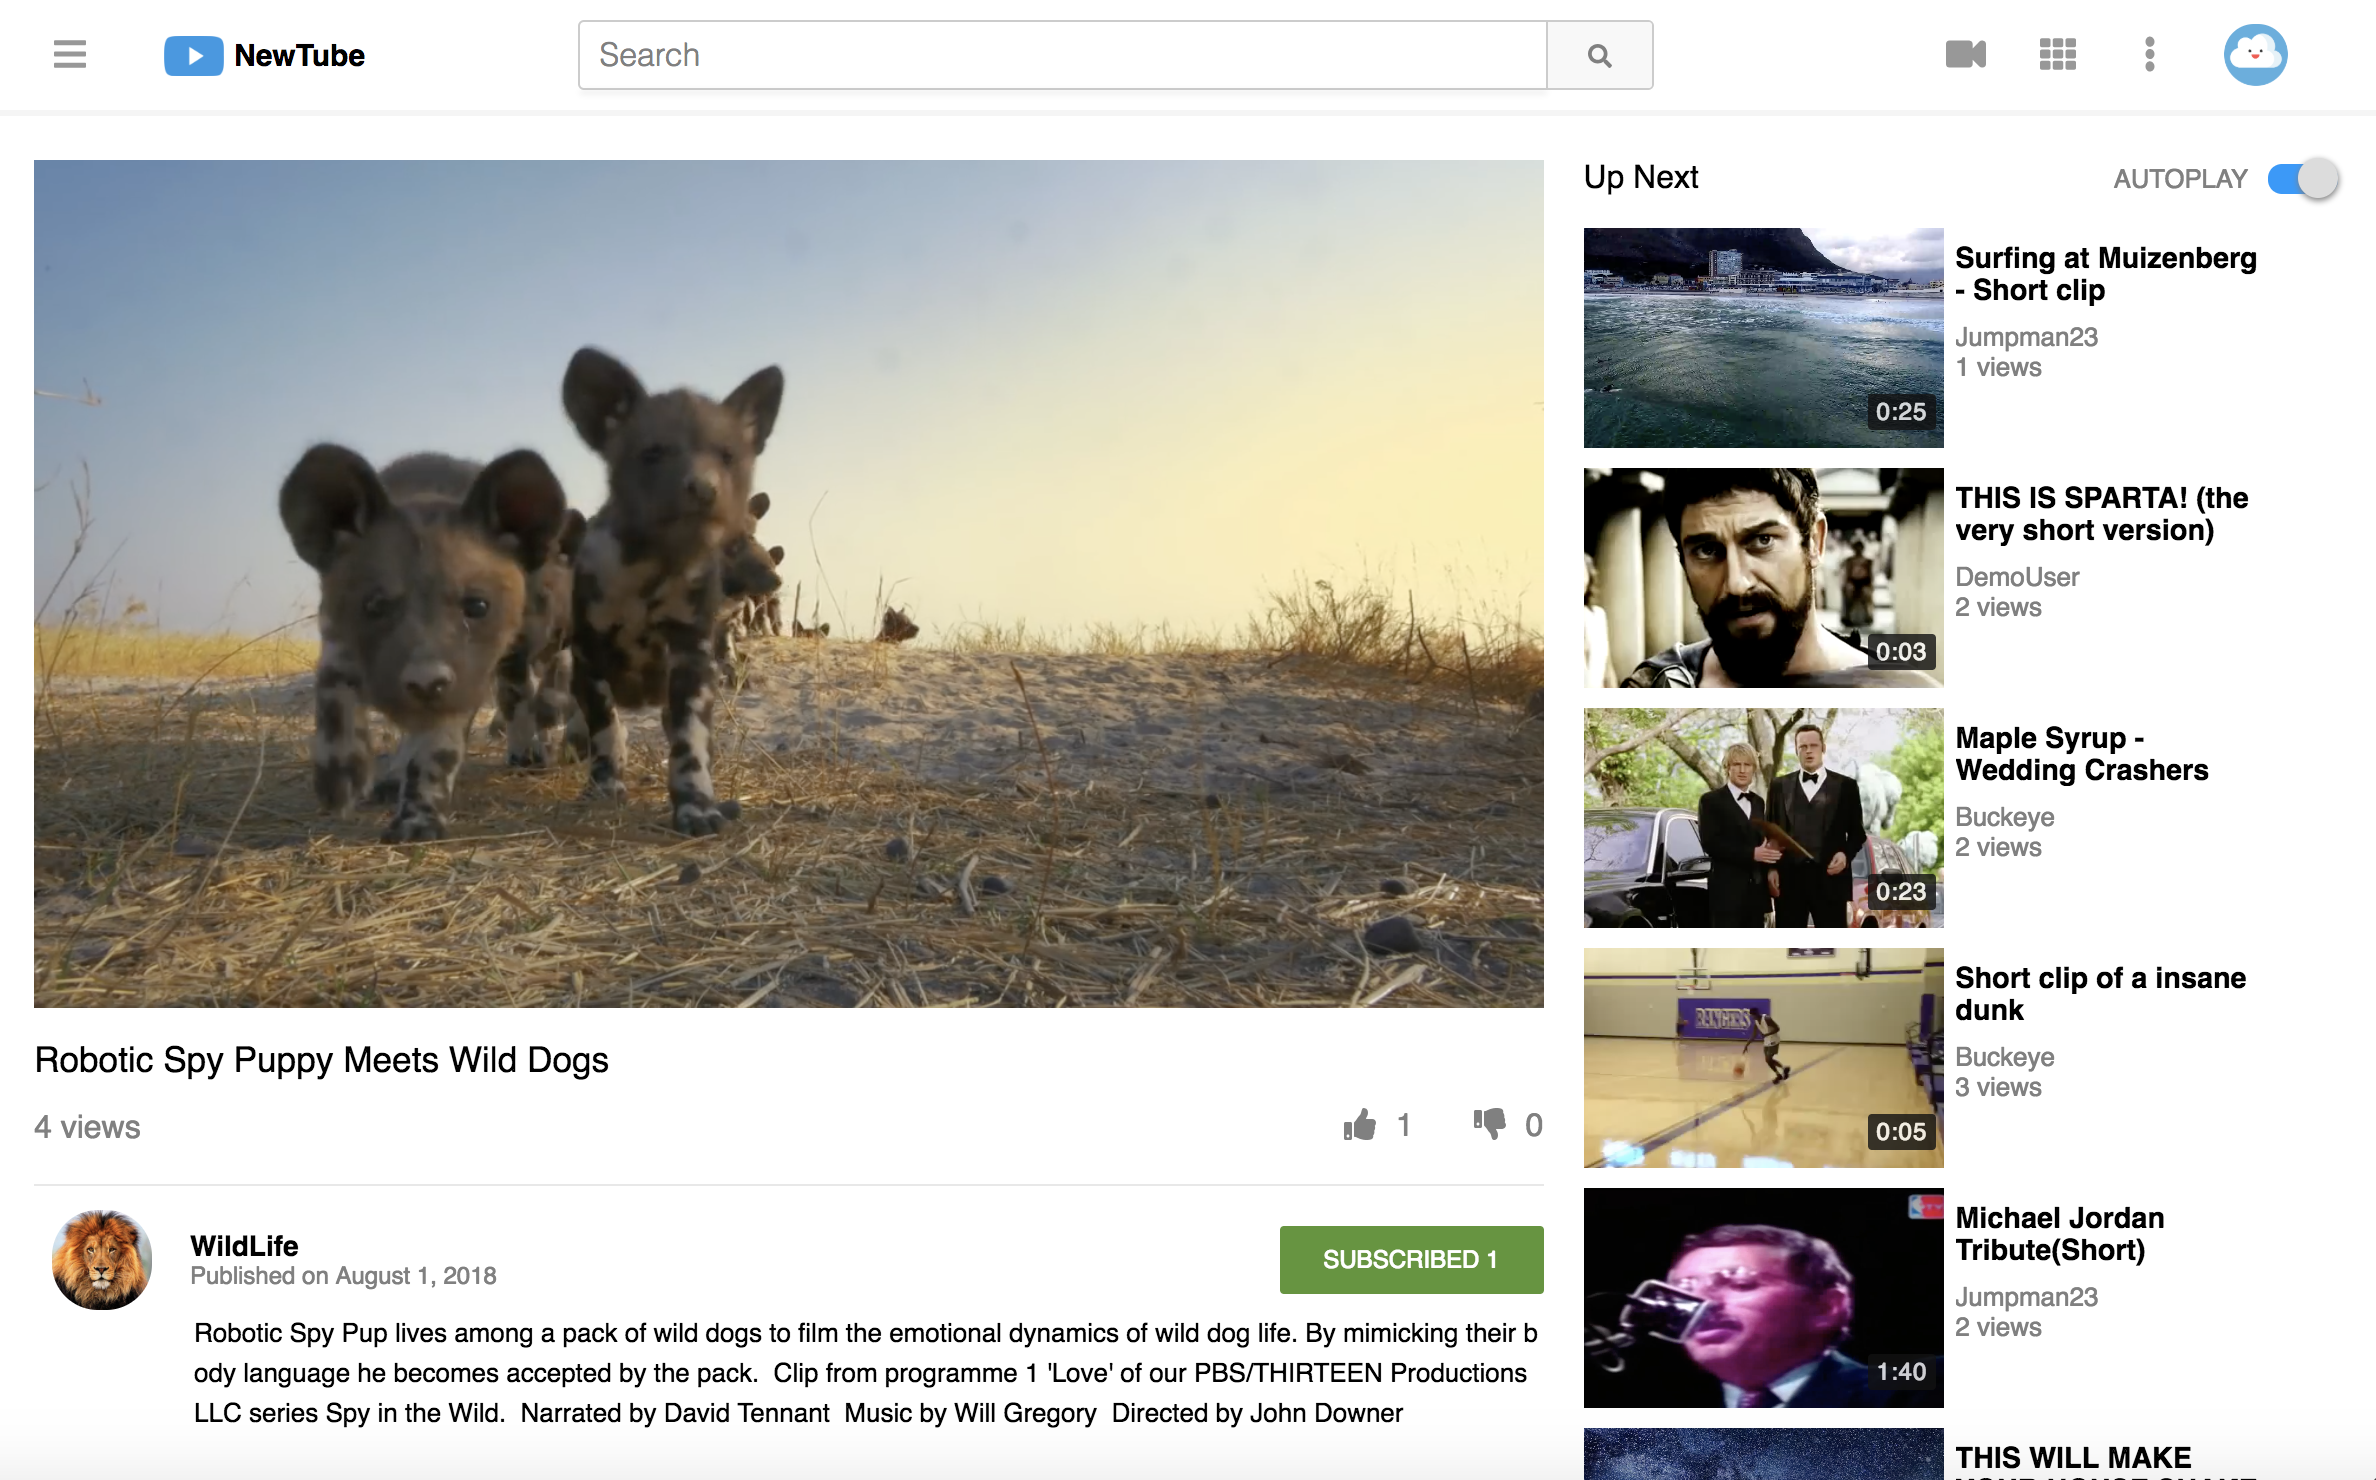 NewTube
Search
Up Next
AUTOPLAY
0:25
Surfing at Muizenberg
- Short clip
Jumpman23
1 views
0:03
THIS IS SPARTA! (the
very short version)
DemoUser
2 views
0:23
Maple Syrup -
Wedding Crashers
Buckeye
2 views
RANGERS
0:05
Short clip of a insane
dunk
Buckeye
3 views
1:40
Michael Jordan
Tribute(Short)
Jumpman23
2 views
THIS WILL MAKE
Robotic Spy Puppy Meets Wild Dogs
4 views
1
0
WildLife
Published on August 1, 2018
SUBSCRIBED 1
Robotic Spy Pup lives among a pack of wild dogs to film the emotional dynamics of wild dog life. By mimicking their b
ody language he becomes accepted by the pack.  Clip from programme 1 'Love' of our PBS/THIRTEEN Productions
LLC series Spy in the Wild.  Narrated by David Tennant  Music by Will Gregory  Directed by John Downer